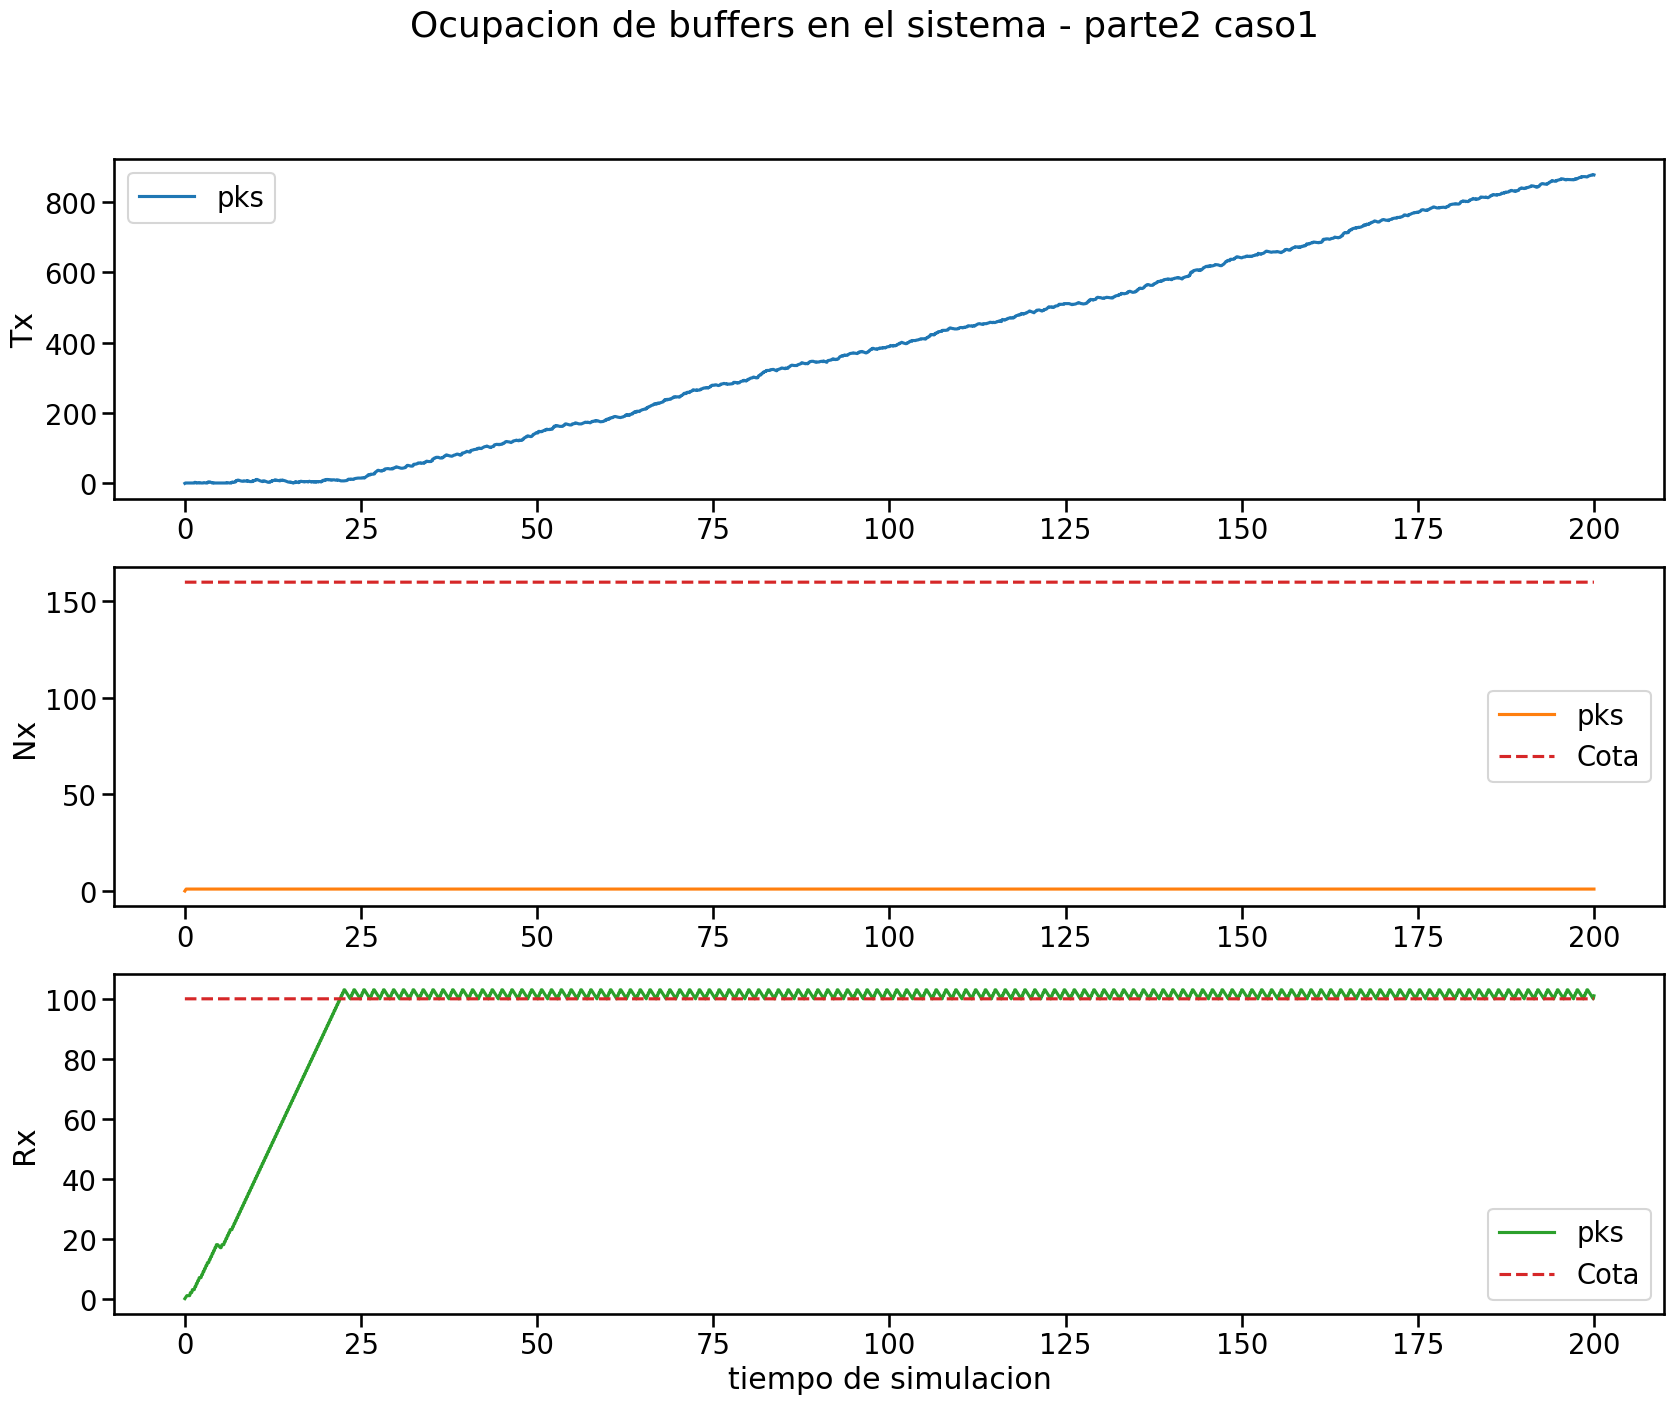 Ocupacion de buffers en el sistema - parte2 caso1
pks
Tx
800
600
400
200
0
0 25 50 75 100 125 150 175 200
Nx
150
100
50
0
pks
Cota
0 25 50 75 100 125 150 175 200
Rx
100
80
60
40
20
0
pks
Cota
0 25 50 75 100 125 150 175 200
tiempo de simulacion